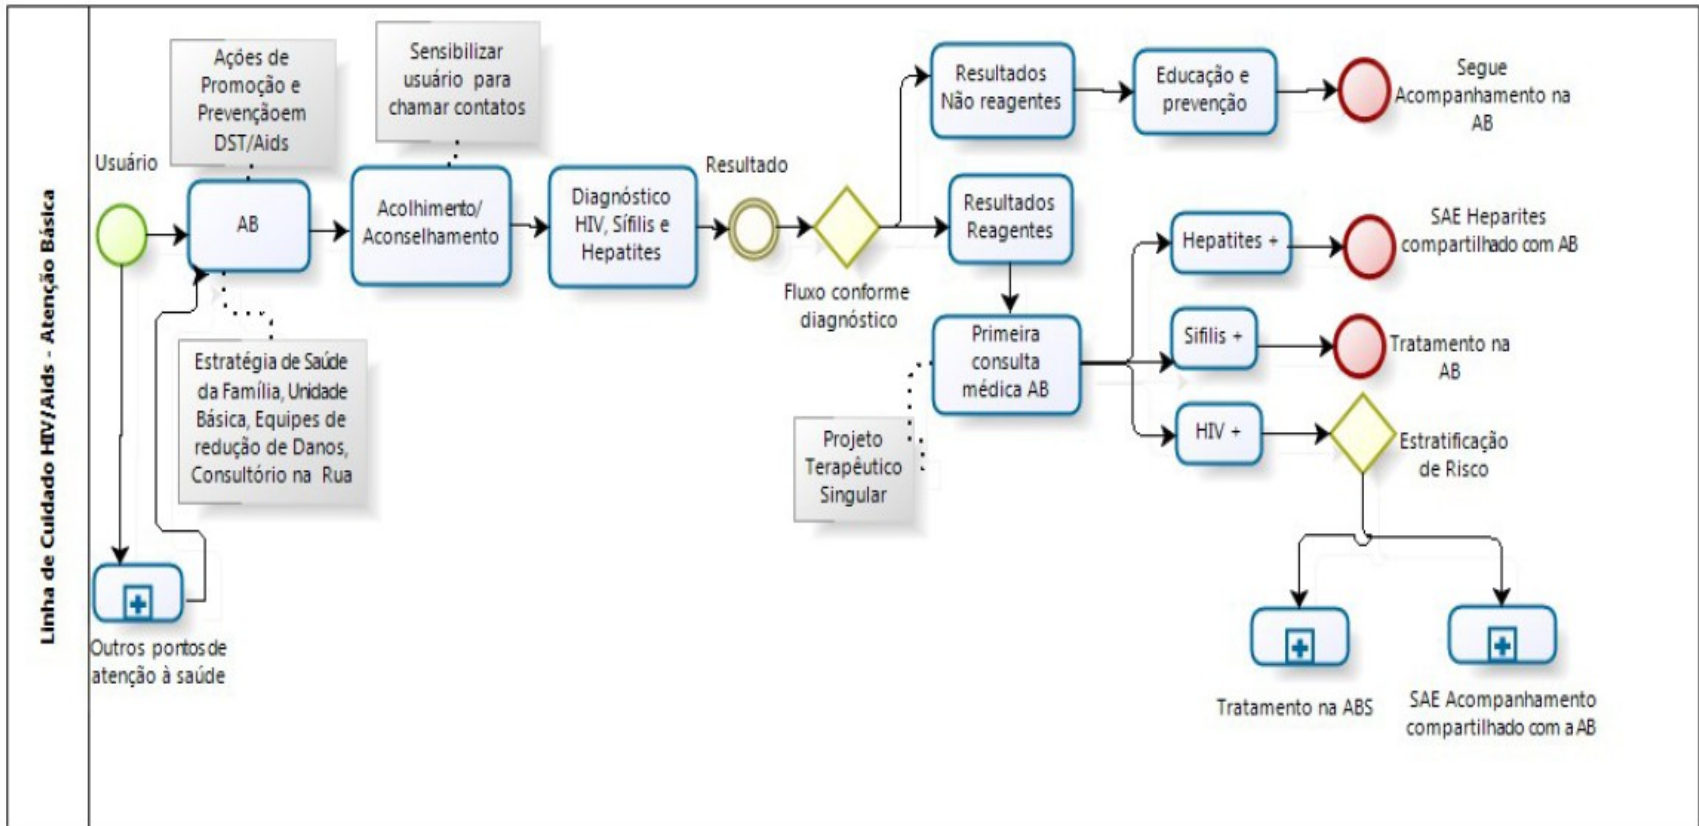 Linha de Cuidado HIV/Aids - Atenção Básica
Usuário
Ações de
Promoção e
Prevençãoem
DST/Aids
AB
Estratégia de Saúde
da Família, Unidade
Básica, Equipes de
redução de Danos,
Consultório na Rua
Outros pontos de
atenção à saúde
Sensibilizar
usuário para
chamar contatos
Acolhimento/
Aconselhamento
Diagnóstico
HIV, Sífilis e
Hepatites
Resultado
Fluxo conforme
diagnóstico
Resultados
Não reagentes
Educação e
prevenção
Segue
Acompanhamento na
AB
Resultados
Reagentes
Primeira
consulta
médica AB
Projeto
Terapêutico
Singular
Hepatites +
SAE Heparites
compartilhado com AB
Sifilis +
Tratamento na
AB
HIV +
Estratificação
de Risco
Tratamento na ABS
SAE Acompanhamento
compartilhado com a AB